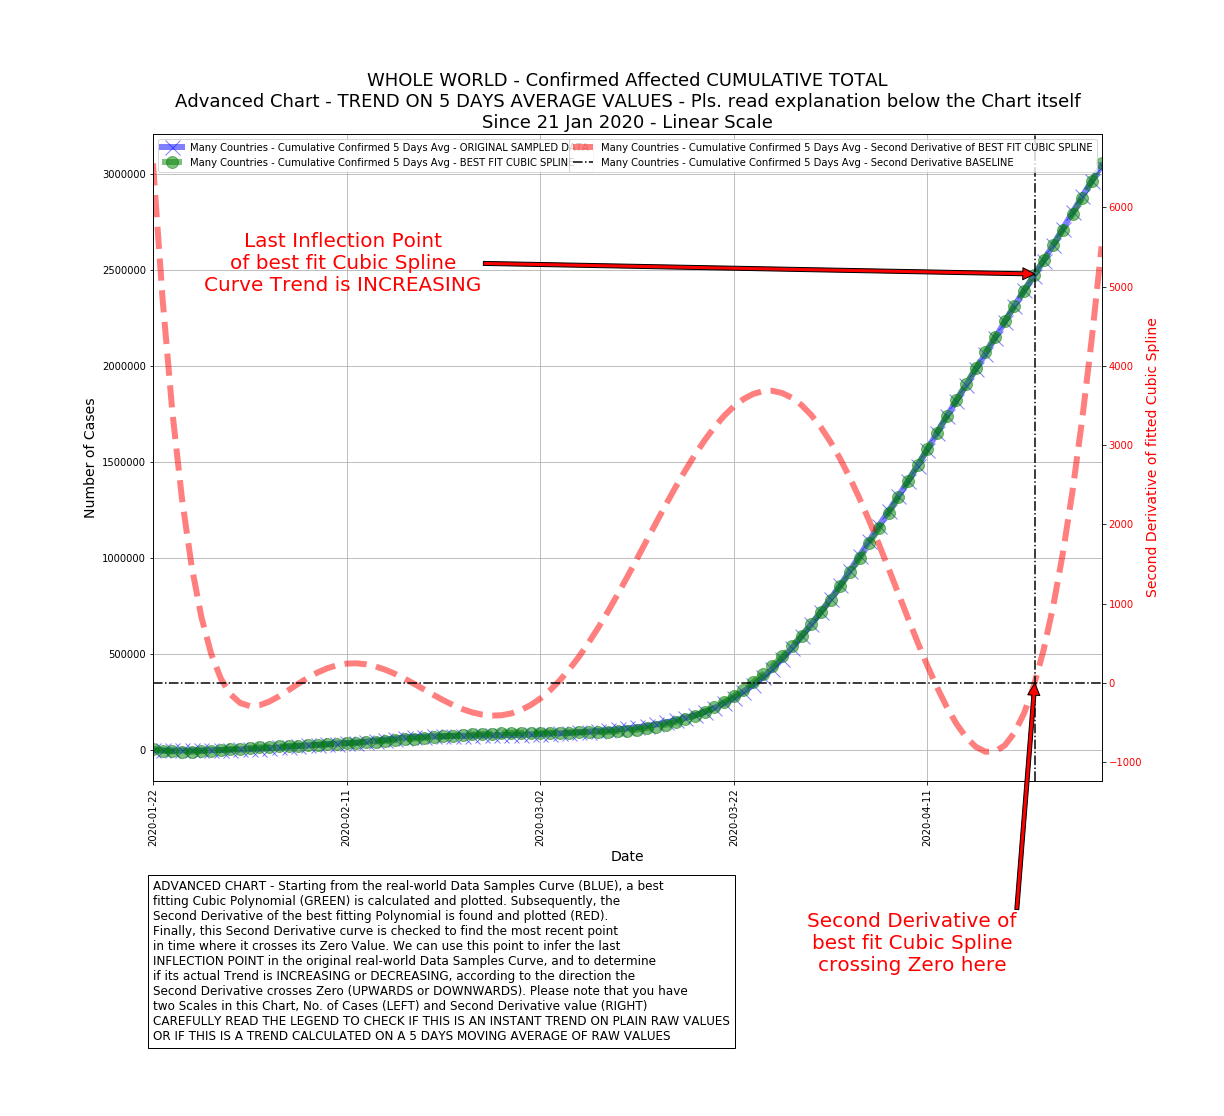 WHOLE WORLD - Confirmed Affected CUMULATIVE TOTAL
Advanced Chart - TREND ON 5 DAYS AVERAGE VALUES - Pls. read explanation below the Chart itself
Since 21 Jan 2020 - Linear Scale
Many Countries - Cumulative Confirmed 5 Days Avg - ORIGINAL SAMPLED DATA
Many Countries - Cumulative Confirmed 5 Days Avg - BEST FIT CUBIC SPLIN
Many Countries - Cumulative Confirmed 5 Days Avg - Second Derivative of BEST FIT CUBIC SPLINE
Many Countries - Cumulative Confirmed 5 Days Avg - Second Derivative BASELINE
Last Inflection Point
of best fit Cubic Spline
Curve Trend is INCREASING
Number of Cases
3000000
2500000
2000000
1500000
1000000
500000
0
6000
5000
4000
3000
2000
1000
0
−1000
Second Derivative of fitted Cubic Spline
2020-01-22
2020-02-11
2020-03-02
2020-03-22
2020-04-11
Date
ADVANCED CHART - Starting from the real-world Data Samples Curve (BLUE), a best
fitting Cubic Polynomial (GREEN) is calculated and plotted. Subsequently, the
Second Derivative of the best fitting Polynomial is found and plotted (RED).
Finally, this Second Derivative curve is checked to find the most recent point
in time where it crosses its Zero Value. We can use this point to infer the last
INFLECTION POINT in the original real-world Data Samples Curve, and to determine
if its actual Trend is INCREASING or DECREASING, according to the direction the
Second Derivative crosses Zero (UPWARDS or DOWNWARDS). Please note that you have
two Scales in this Chart, No. of Cases (LEFT) and Second Derivative value (RIGHT)
CAREFULLY READ THE LEGEND TO CHECK IF THIS IS AN INSTANT TREND ON PLAIN RAW VALUES
OR IF THIS IS A TREND CALCULATED ON A 5 DAYS MOVING AVERAGE OF RAW VALUES
Second Derivative of
best fit Cubic Spline
crossing Zero here